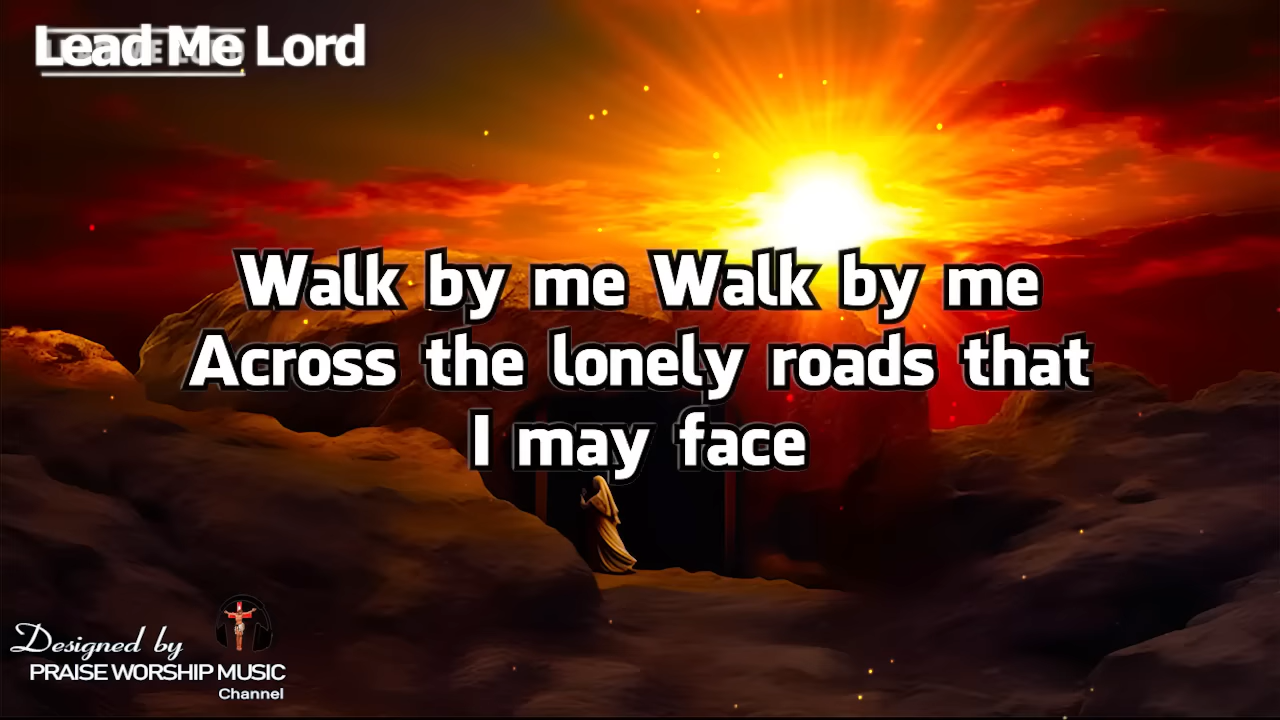 Lead Me Lord
Walk by me Walk by me
Across the lonely roads that
I may face
Designed by
PRAISE WORSHIP MUSIC
Channel